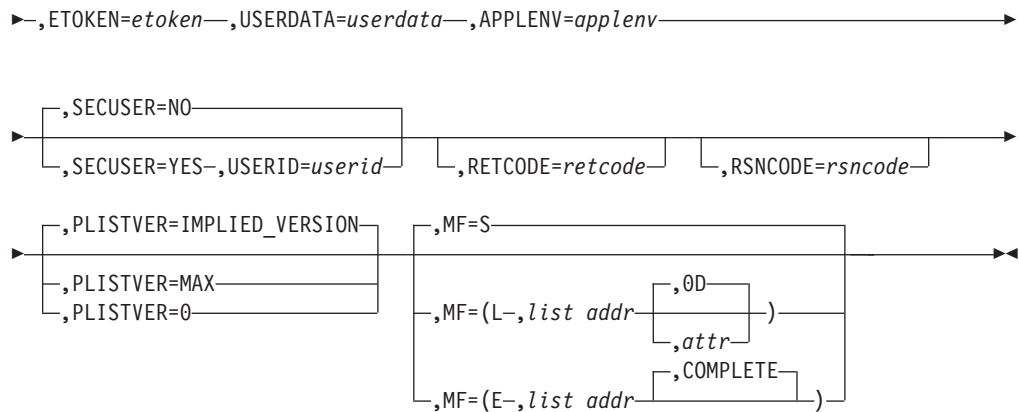 ,ETOKEN=etoken ,USERDATA=userdata ,APPLENV=applenv
,SECUSER=NO
,SECUSER=YES ,USERID=userid ,RETCODE=retcode ,RSNCODE=rsncode
,PLISTVER=IMPLIED_VERSION ,MF=S
,PLISTVER=MAX ,0D
,PLISTVER=0 ,MF=(L ,list addr )
,attr
,COMPLETE
,MF=(E ,list addr )